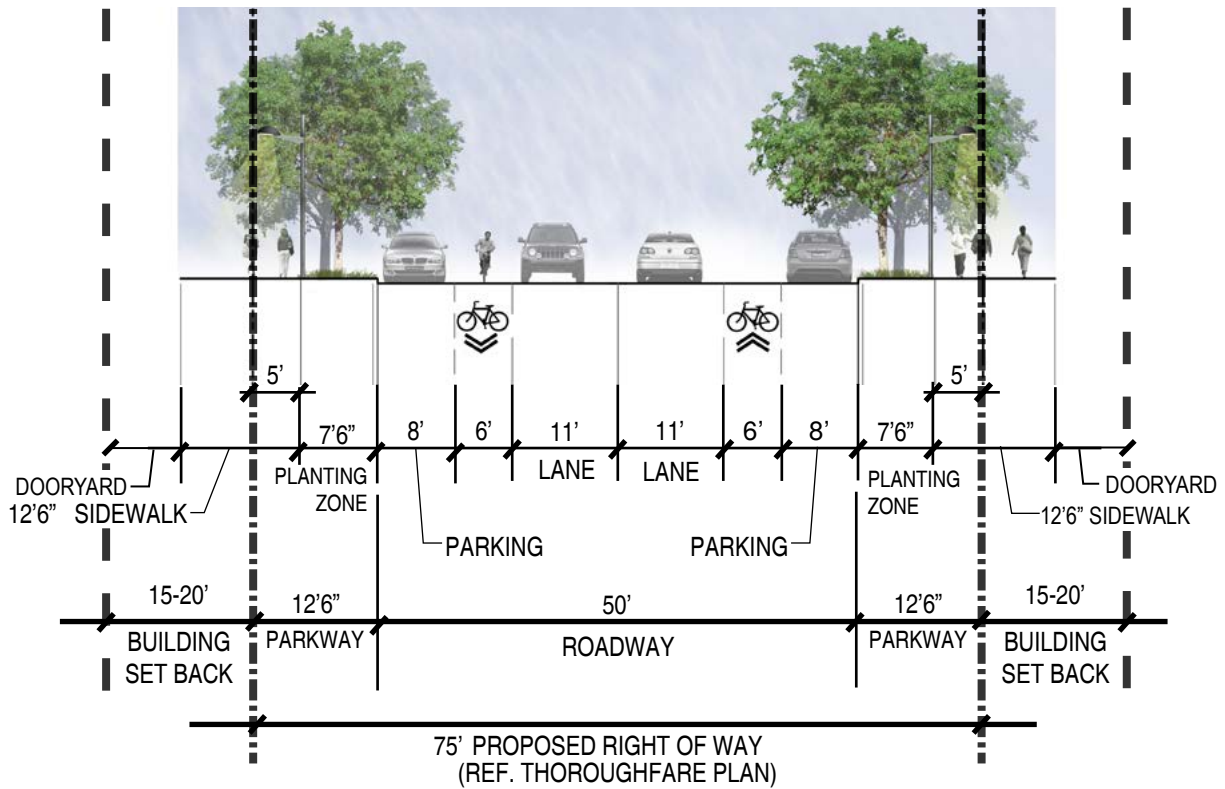 5'
5'
7'6”
8'
6'
11'
11'
6'
8'
7'6”
DOORYARD
12'6” SIDEWALK
PLANTING
ZONE
LANE
LANE
PLANTING
ZONE
DOORYARD
12'6” SIDEWALK
PARKING
PARKING
15-20'
12'6”
50'
12'6”
15-20'
BUILDING
SET BACK
PARKWAY
ROADWAY
PARKWAY
BUILDING
SET BACK
75' PROPOSED RIGHT OF WAY
(REF. THOROUGHFARE PLAN)